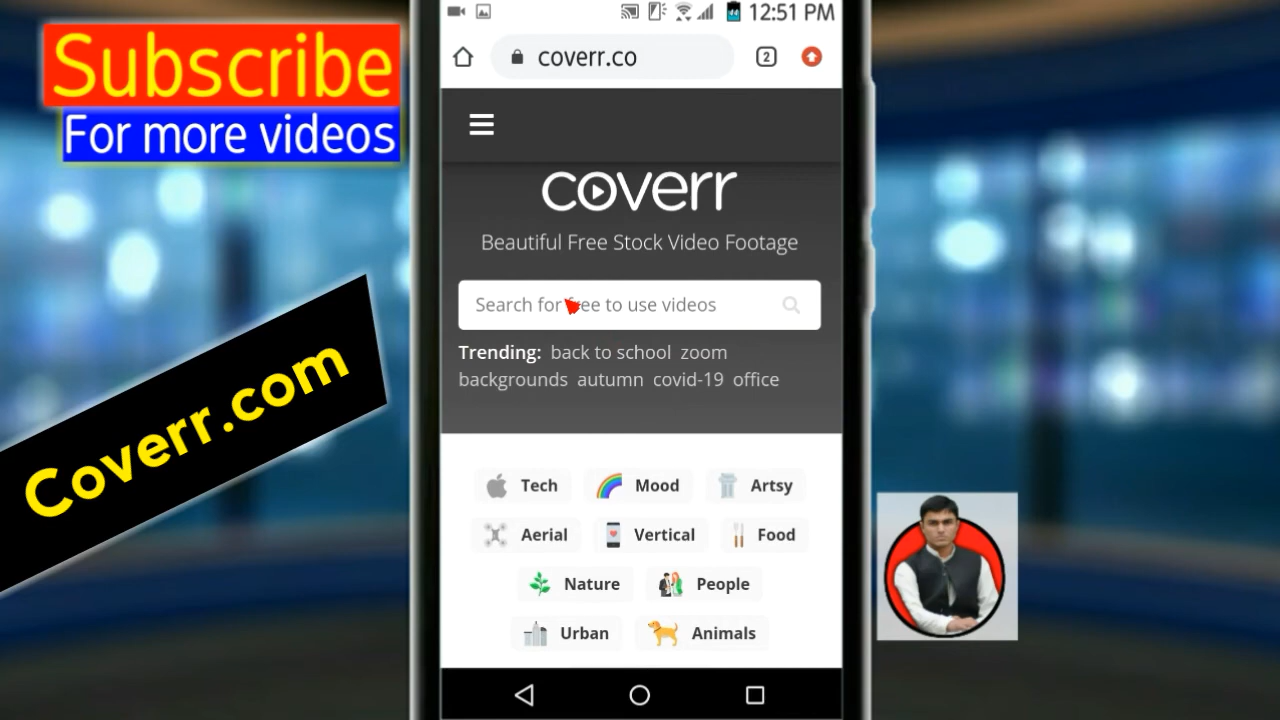 Subscribe
For more videos
Coverr.com
12:51 PM
coverr.co
2
coverr
Beautiful Free Stock Video Footage
Search for free to use videos
Trending: back to school zoom
backgrounds autumn covid-19 office
Tech Mood Artsy
Aerial Vertical Food
Nature People
Urban Animals